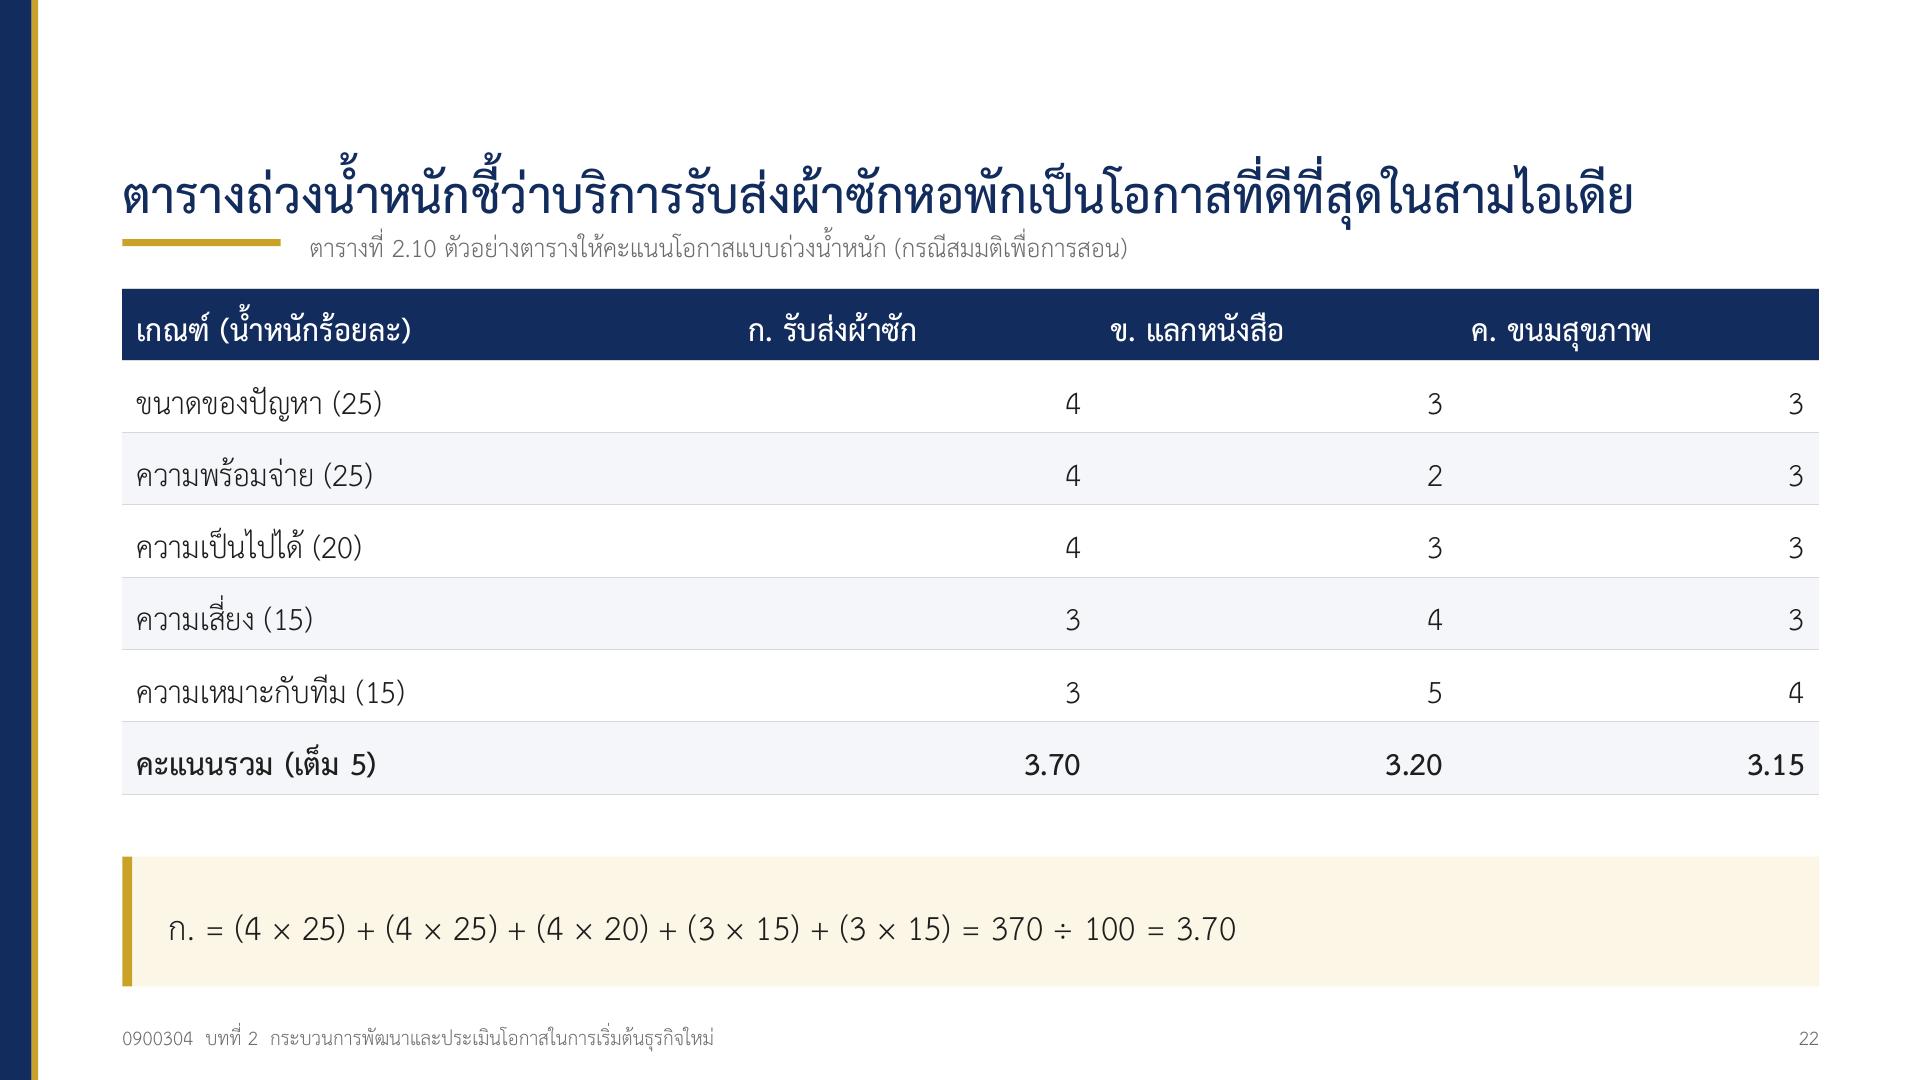 ตารางถ่วงน้ำหนักชี้ว่าบริการรับส่งผ้าซักหอพักเป็นโอกาสที่ดีที่สุดในสามไอเดีย
ตารางที่ 2.10 ตัวอย่างตารางให้คะแนนโอกาสแบบถ่วงน้ำหนัก (กรณีสมมติเพื่อการสอน)
เกณฑ์ (น้ำหนักร้อยละ) ก. รับส่งผ้าซัก ข. แลกหนังสือ ค. ขนมสุขภาพ
ขนาดของปัญหา (25) 4 3 3
ความพร้อมจ่าย (25) 4 2 3
ความเป็นไปได้ (20) 4 3 3
ความเสี่ยง (15) 3 4 3
ความเหมาะกับทีม (15) 3 5 4
คะแนนรวม (เต็ม 5) 3.70 3.20 3.15
ก. = (4 × 25) + (4 × 25) + (4 × 20) + (3 × 15) + (3 × 15) = 370 ÷ 100 = 3.70
0900304 บทที่ 2 กระบวนการพัฒนาและประเมินโอกาสในการเริ่มต้นธุรกิจใหม่ 22